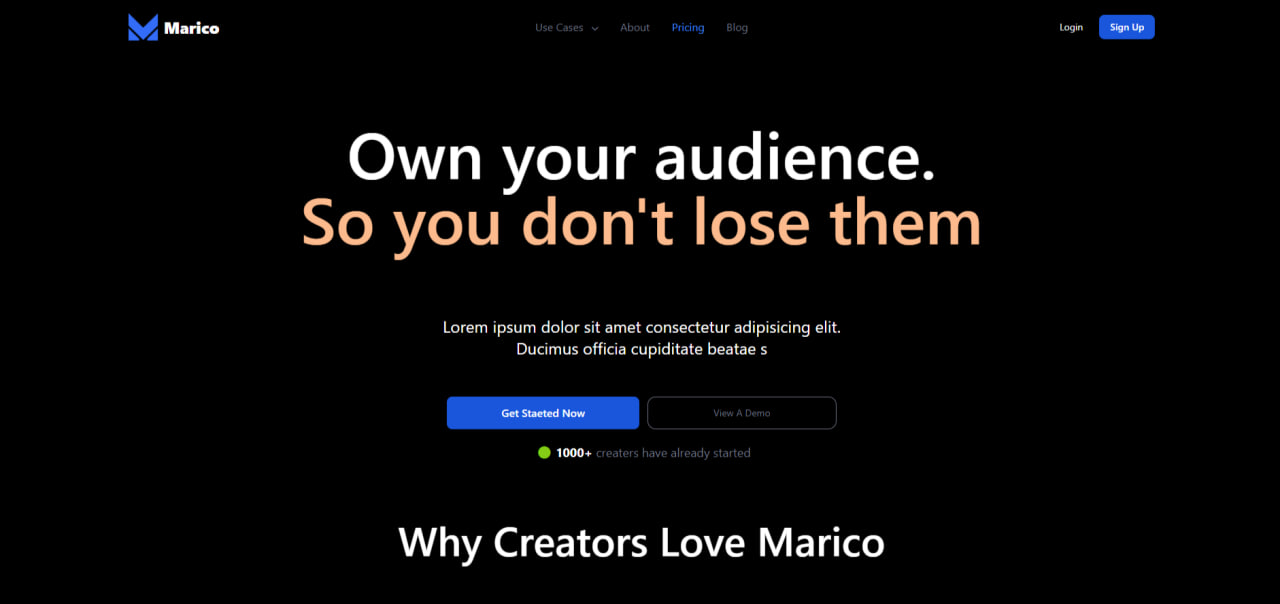 Marico
Use Cases
About
Pricing
Blog
Login
Sign Up
Own your audience.
So you don't lose them
Lorem ipsum dolor sit amet consectetur adipisicing elit.
Ducimus officia cupiditate beatae s
Get Staeted Now
View A Demo
1000+ creaters have already started
Why Creators Love Marico